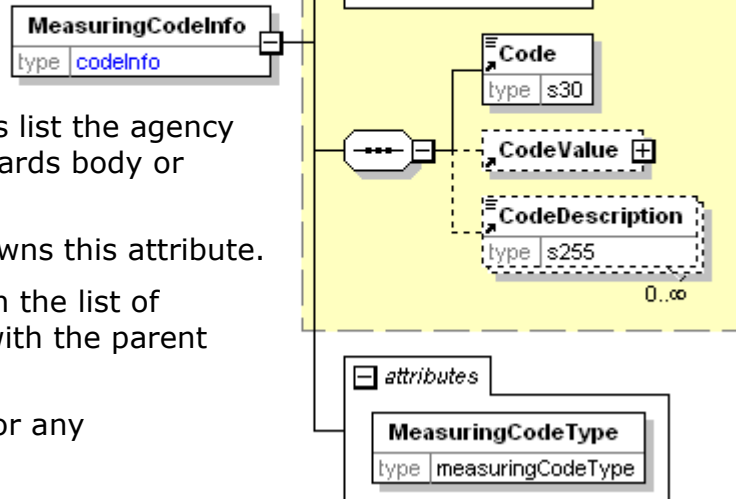 MeasuringCodeInfo
type codeInfo
s list the agency
ards body or
wns this attribute.
n the list of
with the parent
or any
Code
type s30
CodeValue
CodeDescription
type s255
0..∞
attributes
MeasuringCodeType
type measuringCodeType